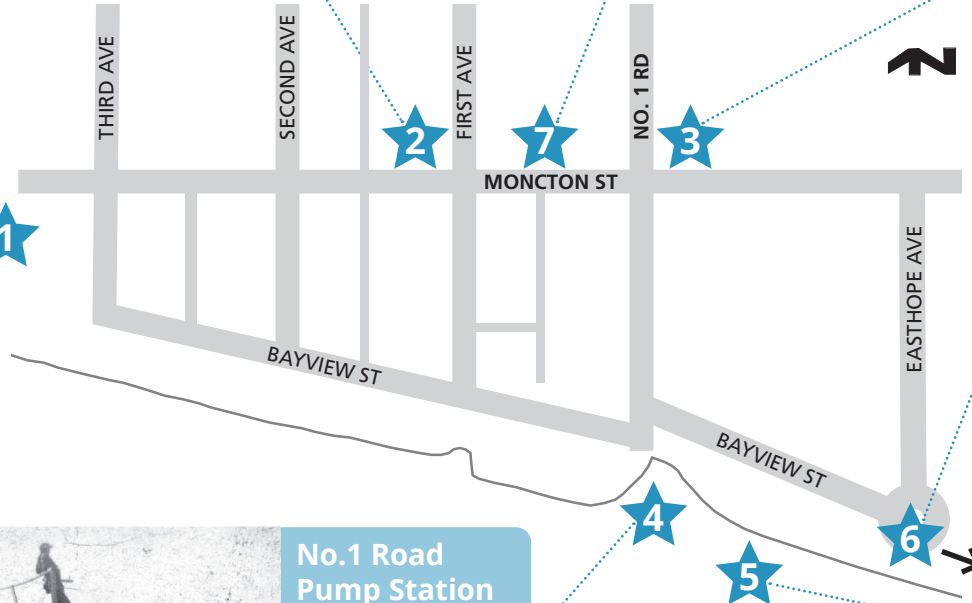 THIRD AVE
SECOND AVE
FIRST AVE
NO. 1 RD
N
2
7
3
MONCTON ST
1
EASTHOPE AVE
BAYVIEW ST
BAYVIEW ST
4
6
5
No.1 Road
Pump Station